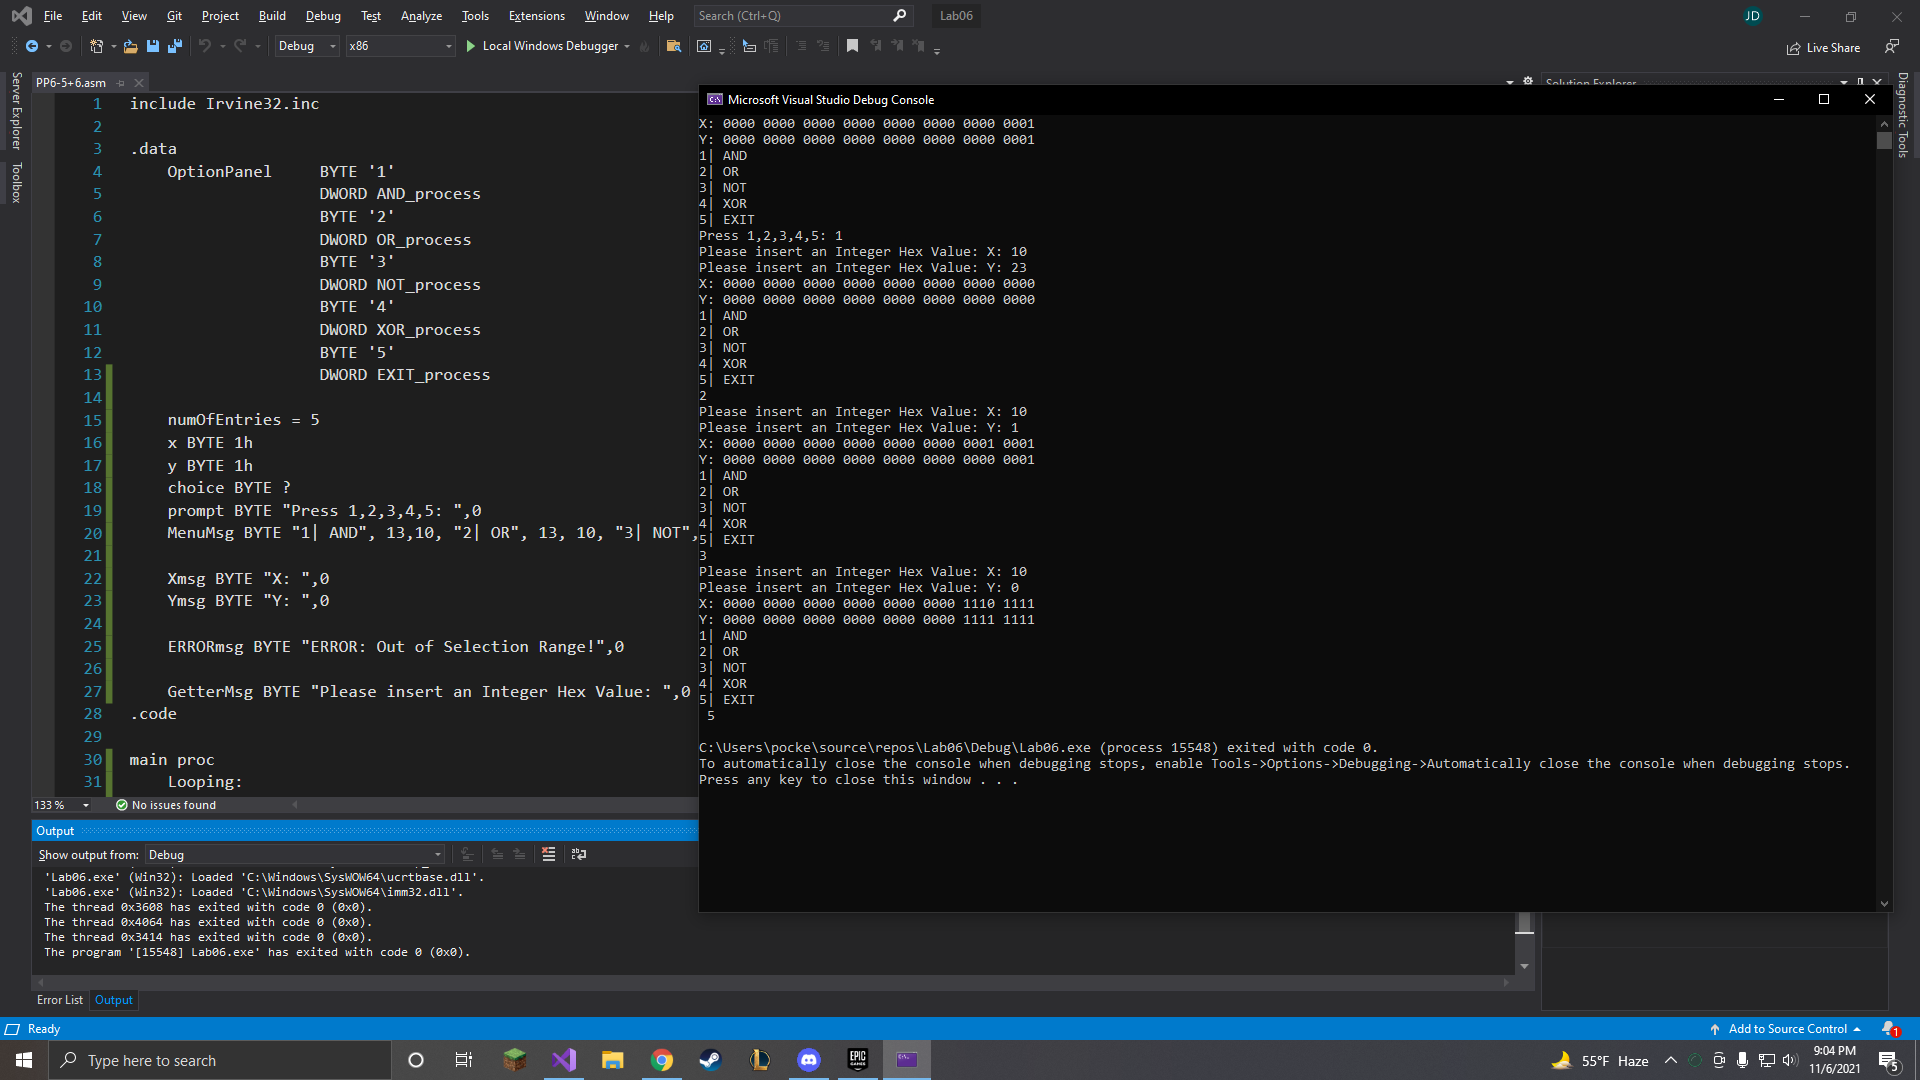 File Edit View Git Project Build Debug Test Analyze Tools Extensions Window Help Search (Ctrl+Q) Lab06 JD
Debug x86 Local Windows Debugger Live Share
Server Explorer
Toolbox
PP6-5+6.asm
Solution Explorer
Diagnostic Tools
1 include Irvine32.inc
2
3 .data
4 OptionPanel BYTE '1'
5 DWORD AND_process
6 BYTE '2'
7 DWORD OR_process
8 BYTE '3'
9 DWORD NOT_process
10 BYTE '4'
11 DWORD XOR_process
12 BYTE '5'
13 DWORD EXIT_process
14
15 numOfEntries = 5
16 x BYTE 1h
17 y BYTE 1h
18 choice BYTE ?
19 prompt BYTE "Press 1,2,3,4,5: ",0
20 MenuMsg BYTE "1| AND", 13,10, "2| OR", 13, 10, "3| NOT",
21
22 Xmsg BYTE "X: ",0
23 Ymsg BYTE "Y: ",0
24
25 ERRORmsg BYTE "ERROR: Out of Selection Range!",0
26
27 GetterMsg BYTE "Please insert an Integer Hex Value: ",0
28 .code
29
30 main proc
31 Looping:
133 % No issues found
Microsoft Visual Studio Debug Console
X: 0000 0000 0000 0000 0000 0000 0000 0001
Y: 0000 0000 0000 0000 0000 0000 0000 0001
1| AND
2| OR
3| NOT
4| XOR
5| EXIT
Press 1,2,3,4,5: 1
Please insert an Integer Hex Value: X: 10
Please insert an Integer Hex Value: Y: 23
X: 0000 0000 0000 0000 0000 0000 0000 0000
Y: 0000 0000 0000 0000 0000 0000 0000 0000
1| AND
2| OR
3| NOT
4| XOR
5| EXIT
2
Please insert an Integer Hex Value: X: 10
Please insert an Integer Hex Value: Y: 1
X: 0000 0000 0000 0000 0000 0000 0001 0001
Y: 0000 0000 0000 0000 0000 0000 0000 0001
1| AND
2| OR
3| NOT
4| XOR
5| EXIT
3
Please insert an Integer Hex Value: X: 10
Please insert an Integer Hex Value: Y: 0
X: 0000 0000 0000 0000 0000 0000 1110 1111
Y: 0000 0000 0000 0000 0000 0000 1111 1111
1| AND
2| OR
3| NOT
4| XOR
5| EXIT
5
C:\Users\pocke\source\repos\Lab06\Debug\Lab06.exe (process 15548) exited with code 0.
To automatically close the console when debugging stops, enable Tools->Options->Debugging->Automatically close the console when debugging stops.
Press any key to close this window . . .
Output
Show output from: Debug
'Lab06.exe' (Win32): Loaded 'C:\Windows\SysWOW64\ucrtbase.dll'.
'Lab06.exe' (Win32): Loaded 'C:\Windows\SysWOW64\imm32.dll'.
The thread 0x3608 has exited with code 0 (0x0).
The thread 0x4064 has exited with code 0 (0x0).
The thread 0x3414 has exited with code 0 (0x0).
The program '[15548] Lab06.exe' has exited with code 0 (0x0).
Error List Output
Ready Add to Source Control 1
Type here to search EPIC GAMES 55°F Haze 9:04 PM 5
11/6/2021